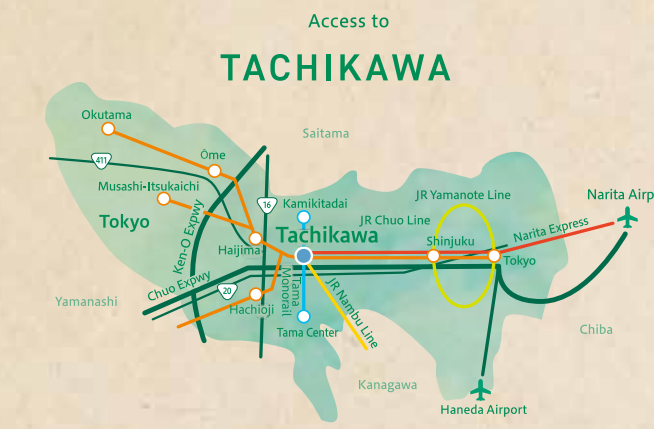 Access to
TACHIKAWA
Okutama
Saitama
411
Ôme
Musashi-Itsukaichi
16
Kamikitadai
JR Yamanote Line
Narita Airp
Tokyo
Ken-O Expwy
JR Chuo Line
Narita Express
Tachikawa
Haijima
Shinjuku
Tokyo
Chuo Expwy
20
Tama
Monorail
Yamanashi
Hachioji
JR Nambu Line
Tama Center
Chiba
Kanagawa
Haneda Airport